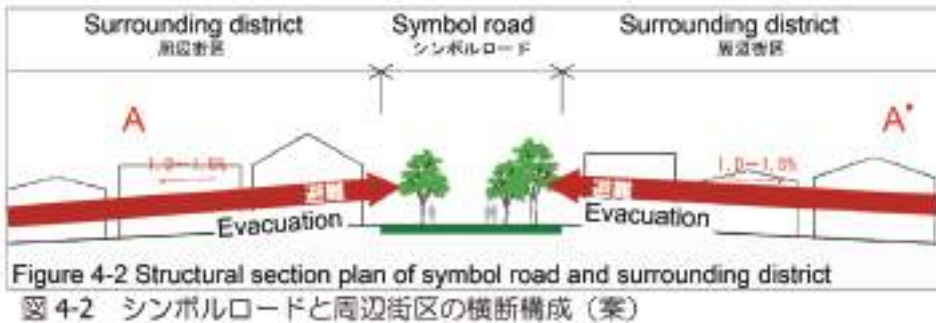 Surrounding district Symbol road Surrounding district
周辺街区 シンボルロード 周辺街区
A A'
1.0~1.5% 1.0~1.5%
避難 避難
Evacuation Evacuation
Figure 4-2 Structural section plan of symbol road and surrounding district
図 4-2 シンボルロードと周辺街区の横断構成（案）